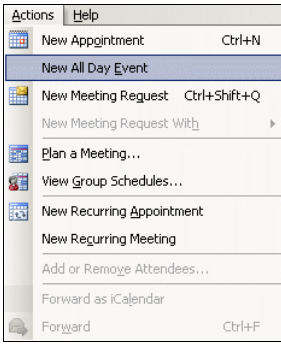 Actions Help
New Appointment Ctrl+N
New All Day Event
New Meeting Request Ctrl+Shift+Q
New Meeting Request With
Plan a Meeting...
View Group Schedules...
New Recurring Appointment
New Recurring Meeting
Add or Remove Attendees...
Forward as iCalendar
Forward Ctrl+F